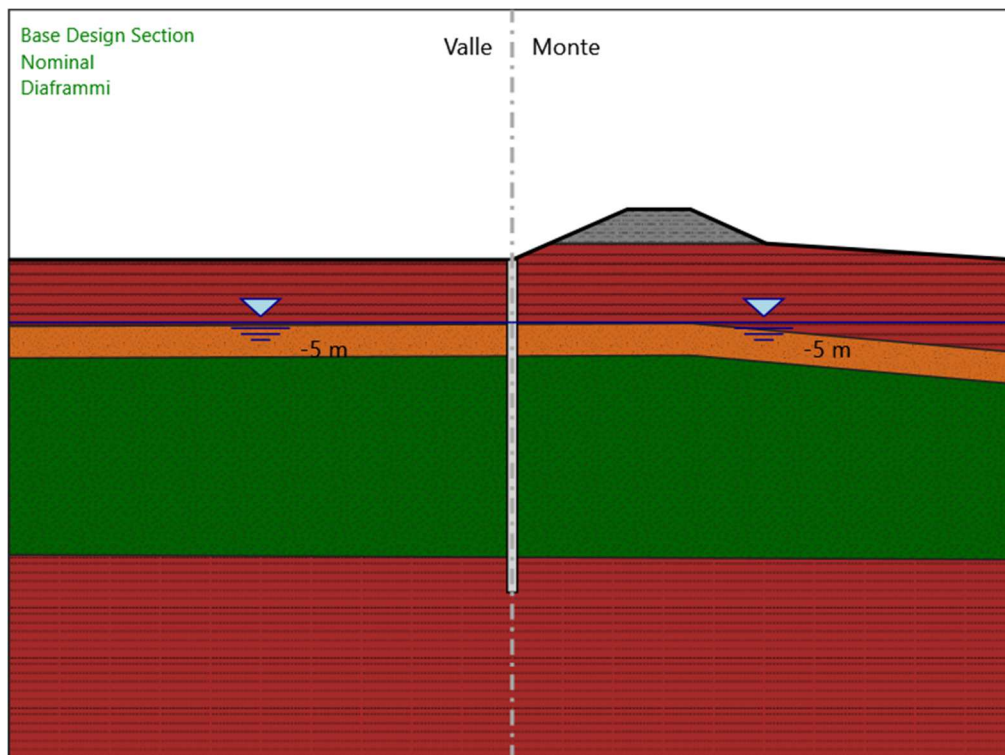 Base Design Section
Nominal
Diaframmi
Valle
Monte
-5 m
-5 m